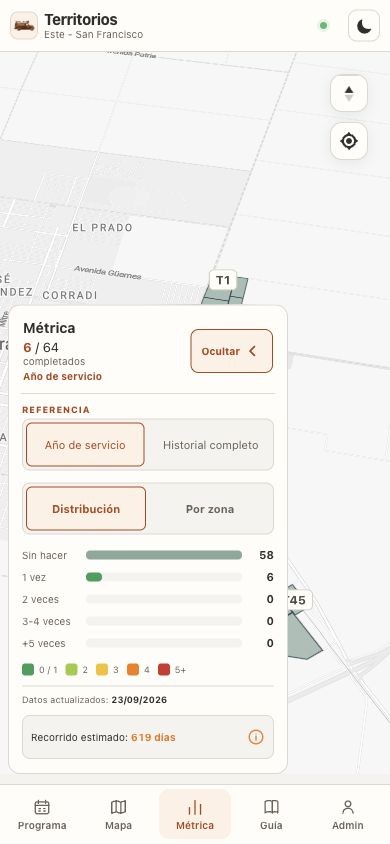 Territorios
Este - San Francisco
EL PRADO
Avenida Güemes
CORRADI
T1
Métrica
6 / 64
completados
Año de servicio
Ocultar
REFERENCIA
Año de servicio
Historial completo
Distribución
Por zona
Sin hacer 58
1 vez 6
2 veces 0
3-4 veces 0
+5 veces 0
0 / 1 2 3 4 5+
Datos actualizados: 23/09/2026
Recorrido estimado: 619 días
Programa
Mapa
Métrica
Guía
Admin